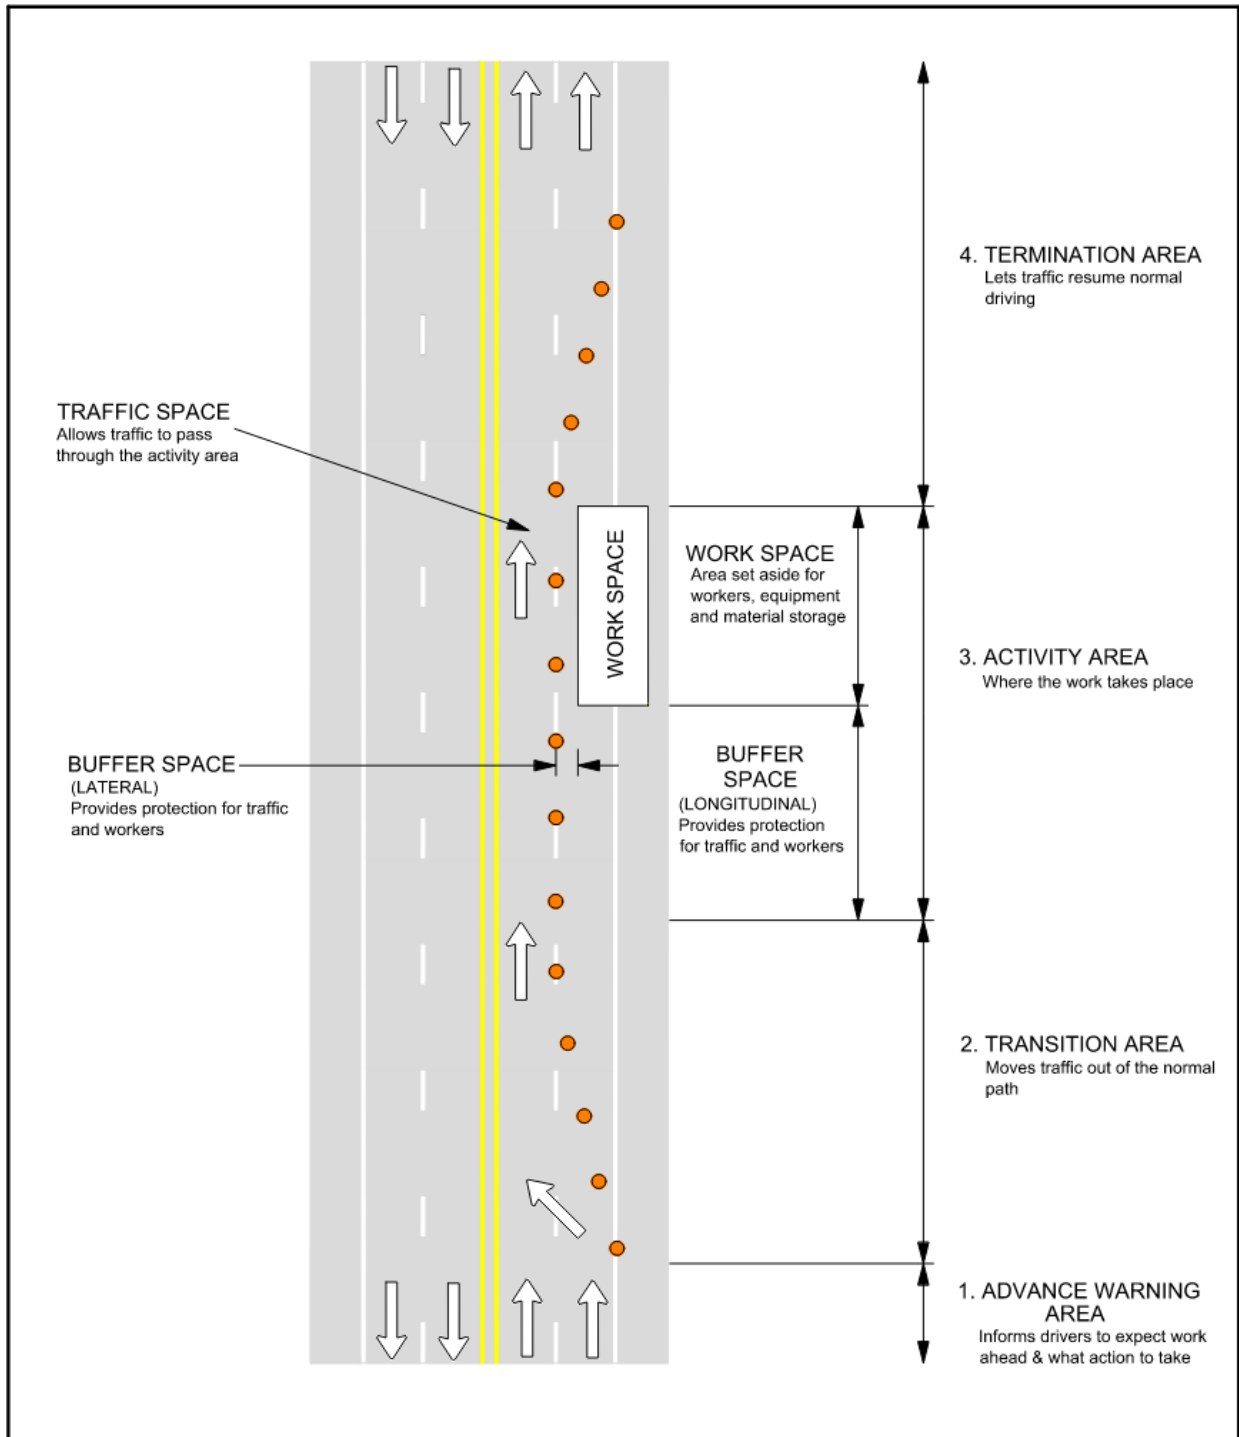 4. TERMINATION AREA
Lets traffic resume normal
driving
TRAFFIC SPACE
Allows traffic to pass
through the activity area
WORK SPACE
WORK SPACE
Area set aside for
workers, equipment
and material storage
3. ACTIVITY AREA
Where the work takes place
BUFFER SPACE
(LATERAL)
Provides protection for traffic
and workers
BUFFER
SPACE
(LONGITUDINAL)
Provides protection
for traffic and workers
2. TRANSITION AREA
Moves traffic out of the normal
path
1. ADVANCE WARNING
AREA
Informs drivers to expect work
ahead & what action to take